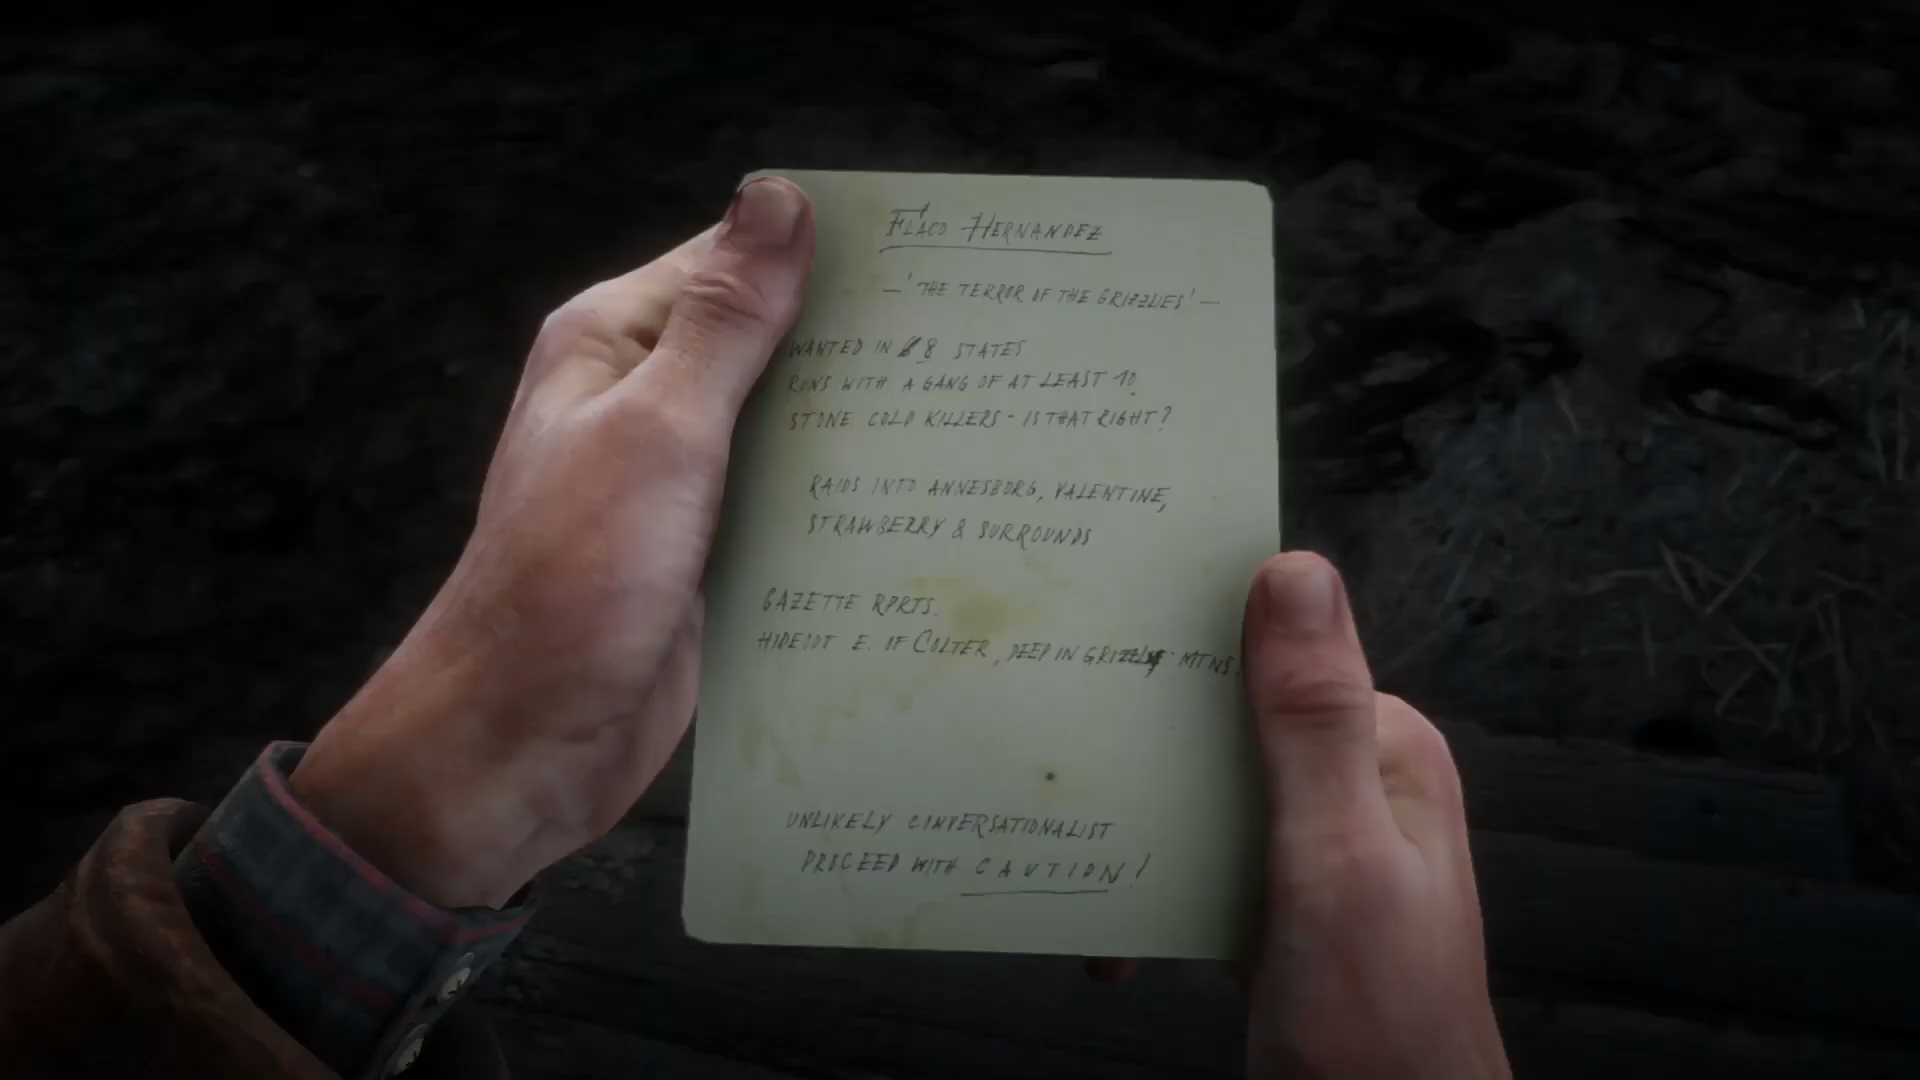 FLACO HERNANDEZ
—'THE TERROR OF THE GRIZZLIES'—
WANTED IN 8 STATES
RUNS WITH A GANG OF AT LEAST 10
STONE COLD KILLERS - IS THAT RIGHT?
RAIDS INTO ANNESBURG, VALENTINE,
STRAWBERRY & SURROUNDS
GAZETTE RPRTS.
HIDEOUT E. OF COLTER, DEEP IN GRIZZLY MTNS.
UNLIKELY CONVERSATIONALIST
PROCEED WITH CAUTION!